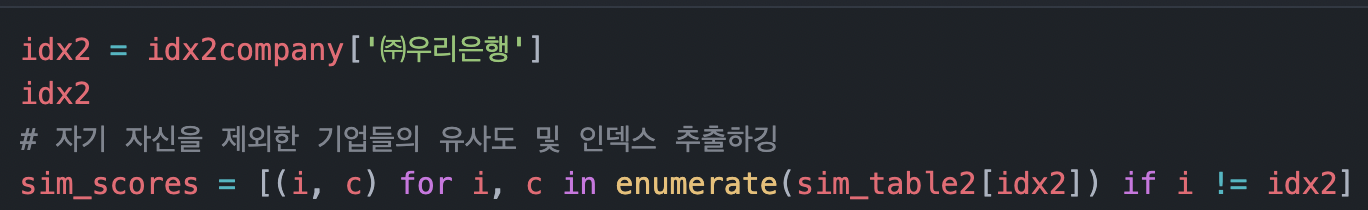 idx2 = idx2company['㈜우리은행']
idx2
# 자기 자신을 제외한 기업들의 유사도 및 인덱스 추출하깅
sim_scores = [(i, c) for i, c in enumerate(sim_table2[idx2]) if i != idx2]